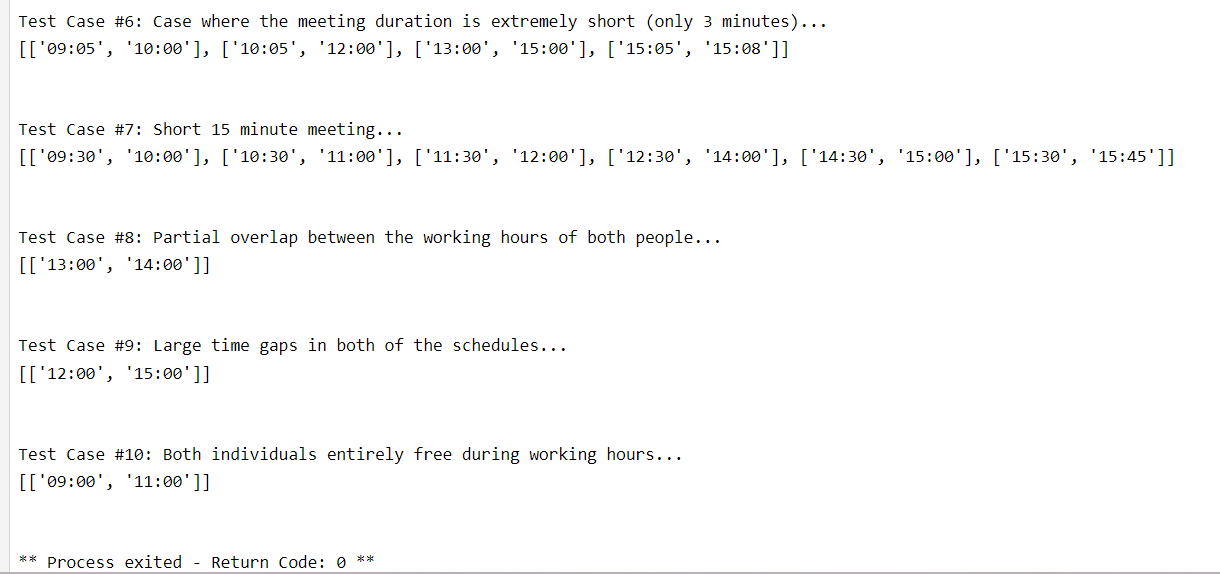 Test Case #6: Case where the meeting duration is extremely short (only 3 minutes)...
[['09:05', '10:00'], ['10:05', '12:00'], ['13:00', '15:00'], ['15:05', '15:08']]
Test Case #7: Short 15 minute meeting...
[['09:30', '10:00'], ['10:30', '11:00'], ['11:30', '12:00'], ['12:30', '14:00'], ['14:30', '15:00'], ['15:30', '15:45']]
Test Case #8: Partial overlap between the working hours of both people...
[['13:00', '14:00']]
Test Case #9: Large time gaps in both of the schedules...
[['12:00', '15:00']]
Test Case #10: Both individuals entirely free during working hours...
[['09:00', '11:00']]
** Process exited - Return Code: 0 **